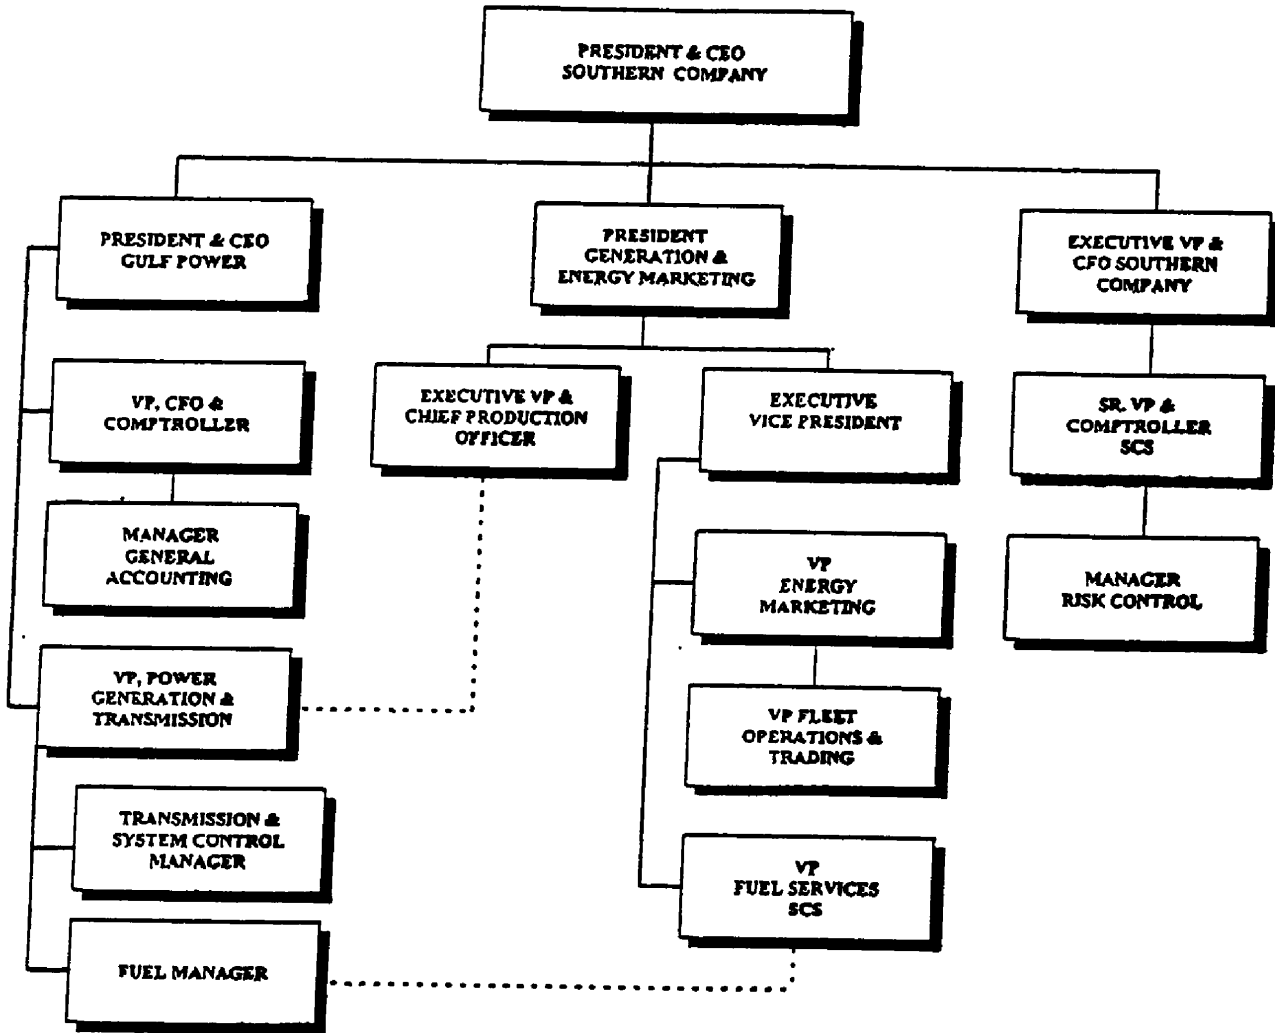 PRESIDENT & CEO
SOUTHERN COMPANY
PRESIDENT & CEO
GULF POWER
PRESIDENT
GENERATION &
ENERGY MARKETING
EXECUTIVE VP &
CFO SOUTHERN
COMPANY
VP, CFO &
COMPTROLLER
EXECUTIVE VP &
CHIEF PRODUCTION
OFFICER
EXECUTIVE
VICE PRESIDENT
SR. VP &
COMPTROLLER
SCS
MANAGER
GENERAL
ACCOUNTING
VP
ENERGY
MARKETING
MANAGER
RISK CONTROL
VP, POWER
GENERATION &
TRANSMISSION
VP FLEET
OPERATIONS &
TRADING
TRANSMISSION &
SYSTEM CONTROL
MANAGER
VP
FUEL SERVICES
SCS
FUEL MANAGER